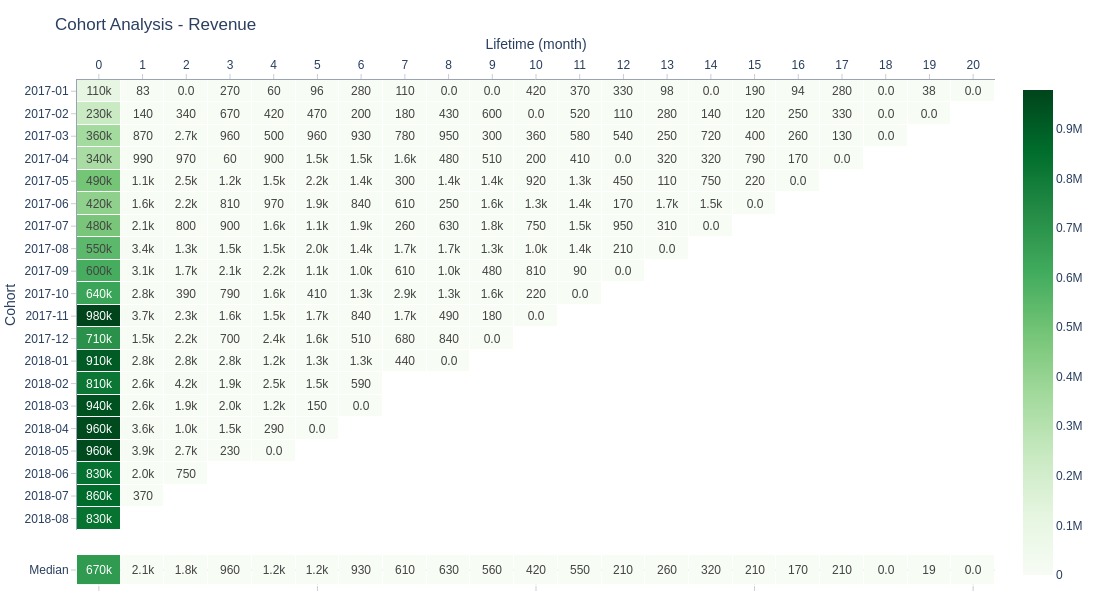 Cohort Analysis - Revenue
Lifetime (month)
0 1 2 3 4 5 6 7 8 9 10 11 12 13 14 15 16 17 18 19 20
2017-01 110k 83 0.0 270 60 96 280 110 0.0 0.0 420 370 330 98 0.0 190 94 280 0.0 38 0.0
2017-02 230k 140 340 670 420 470 200 180 430 600 0.0 520 110 280 140 120 250 330 0.0 0.0
2017-03 360k 870 2.7k 960 500 960 930 780 950 300 360 580 540 250 720 400 260 130 0.0
2017-04 340k 990 970 60 900 1.5k 1.5k 1.6k 480 510 200 410 0.0 320 320 790 170 0.0
2017-05 490k 1.1k 2.5k 1.2k 1.5k 2.2k 1.4k 300 1.4k 1.4k 920 1.3k 450 110 750 220 0.0
2017-06 420k 1.6k 2.2k 810 970 1.9k 840 610 250 1.6k 1.3k 1.4k 170 1.7k 1.5k 0.0
2017-07 480k 2.1k 800 900 1.6k 1.1k 1.9k 260 630 1.8k 750 1.5k 950 310 0.0
2017-08 550k 3.4k 1.3k 1.5k 1.5k 2.0k 1.4k 1.7k 1.7k 1.3k 1.0k 1.4k 210 0.0
2017-09 600k 3.1k 1.7k 2.1k 2.2k 1.1k 1.0k 610 1.0k 480 810 90 0.0
2017-10 640k 2.8k 390 790 1.6k 410 1.3k 2.9k 1.3k 1.6k 220 0.0
2017-11 980k 3.7k 2.3k 1.6k 1.5k 1.7k 840 1.7k 490 180 0.0
2017-12 710k 1.5k 2.2k 700 2.4k 1.6k 510 680 840 0.0
2018-01 910k 2.8k 2.8k 2.8k 1.2k 1.3k 1.3k 440 0.0
2018-02 810k 2.6k 4.2k 1.9k 2.5k 1.5k 590
2018-03 940k 2.6k 1.9k 2.0k 1.2k 150 0.0
2018-04 960k 3.6k 1.0k 1.5k 290 0.0
2018-05 960k 3.9k 2.7k 230 0.0
2018-06 830k 2.0k 750
2018-07 860k 370
2018-08 830k
Median 670k 2.1k 1.8k 960 1.2k 1.2k 930 610 630 560 420 550 210 260 320 210 170 210 0.0 19 0.0
Cohort
0.9M
0.8M
0.7M
0.6M
0.5M
0.4M
0.3M
0.2M
0.1M
0